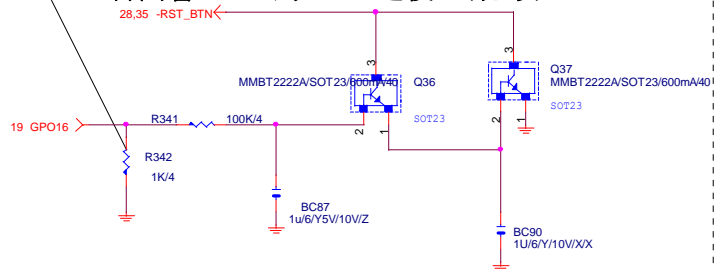 28,35 -RST_BTN
3
3
MMBT2222A/SOT23/600mA/40
Q36
Q37
MMBT2222A/SOT23/600mA/40
SOT23
SOT23
2
1
2
1
19 GPO16
R341
100K/4
R342
1K/4
BC87
1u/6/Y5V/10V/Z
BC90
1U/6/Y/10V/X/X